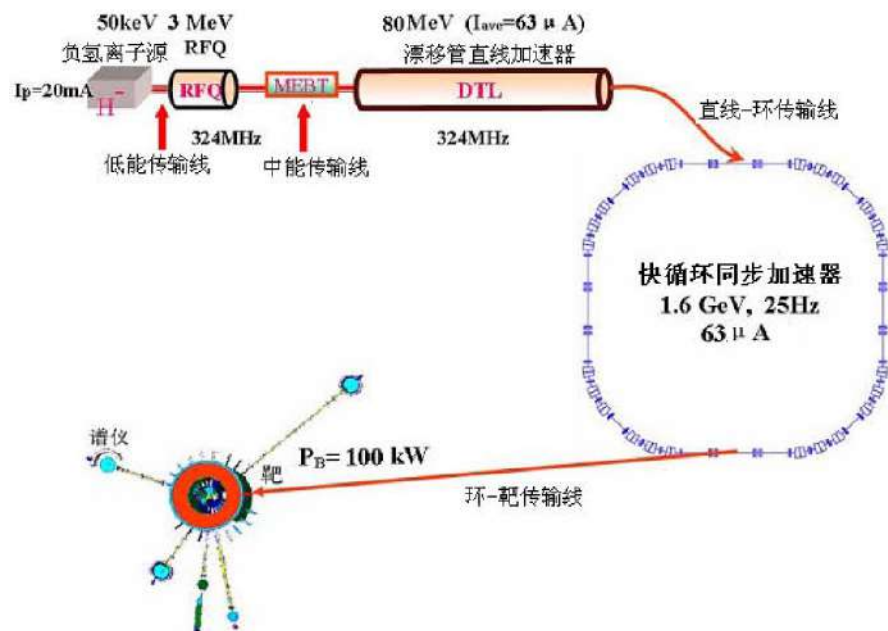 50keV 3 MeV
RFQ
80MeV (Iave=63μA)
负氢离子源
漂移管直线加速器
Ip=20mA
H⁻
RFQ
MEBT
DTL
324MHz
324MHz
直线-环传输线
低能传输线
中能传输线
快循环同步加速器
1.6 GeV, 25Hz
63μA
谱仪
靶
PB= 100 kW
环-靶传输线